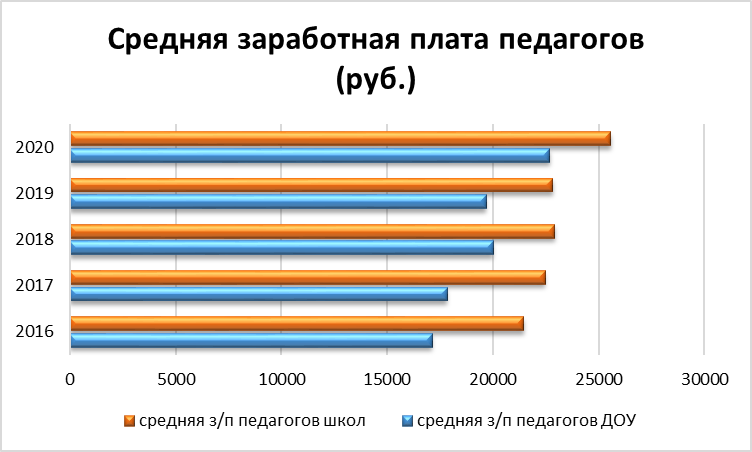 Средняя заработная плата педагогов
(руб.)
2020
2019
2018
2017
2016
0 5000 10000 15000 20000 25000 30000
средняя з/п педагогов школ средняя з/п педагогов ДОУ